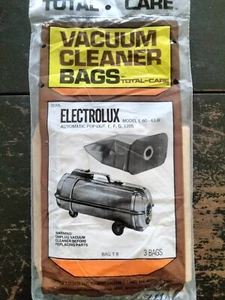 TOTAL · CARE
VACUUM
CLEANER
BAGS
BY
TOTAL-CARE
ELECTROLUX
AUTOMATIC POP-OUT
WARNING
UNPLUG VACUUM
CLEANER BEFORE
REPLACING PARTS
3 BAGS